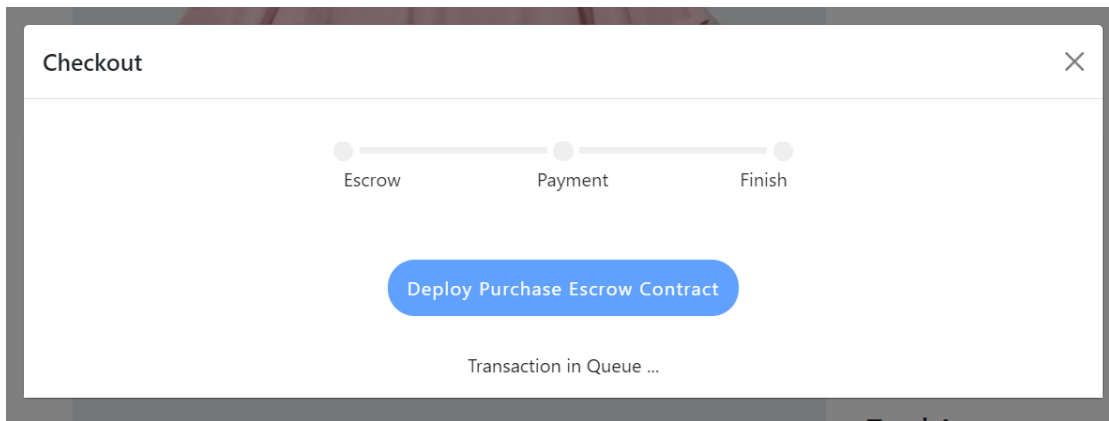 Checkout
Escrow Payment Finish
Deploy Purchase Escrow Contract
Transaction in Queue ...